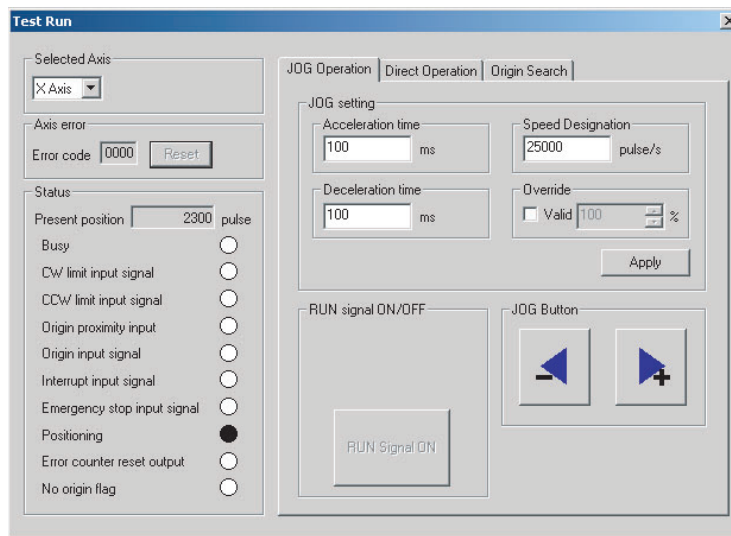 Test Run
Selected Axis
X Axis
Axis error
Error code 0000 Reset
Status
Present position 2300 pulse
Busy
CW limit input signal
CCW limit input signal
Origin proximity input
Origin input signal
Interrupt input signal
Emergency stop input signal
Positioning
Error counter reset output
No origin flag
JOG Operation Direct Operation Origin Search
JOG setting
Acceleration time
100 ms
Speed Designation
25000 pulse/s
Deceleration time
100 ms
Override
Valid 100 %
Apply
RUN signal ON/OFF
RUN Signal ON
JOG Button
- +